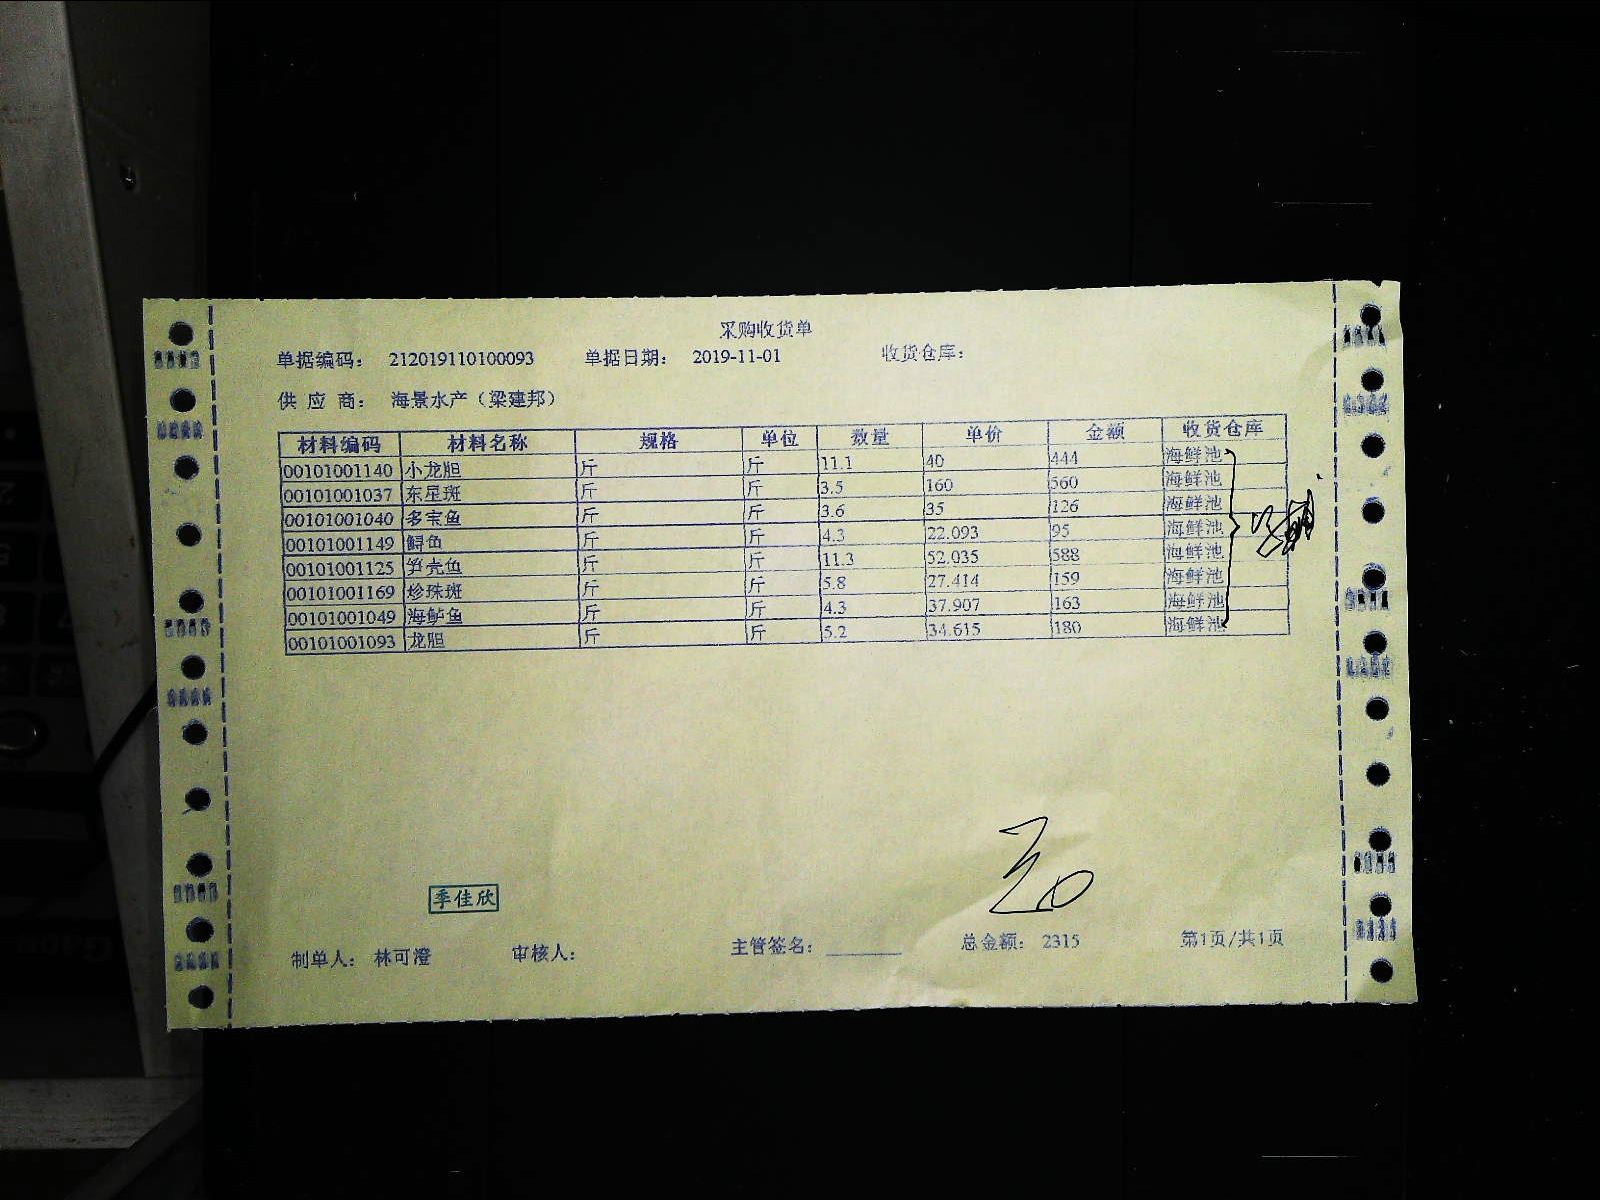 采购收货单
单据编码： 212019110100093 单据日期： 2019-11-01 收货仓库：
供 应 商： 海景水产（梁建邦）
材料编码 材料名称 规格 单位 数量 单价 金额 收货仓库
00101001140 小龙胆 斤 斤 11.1 40 444 海鲜池
00101001037 东星斑 斤 斤 3.5 160 560 海鲜池
00101001040 多宝鱼 斤 斤 3.6 35 126 海鲜池
00101001149 鲟鱼 斤 斤 4.3 22.093 95 海鲜池
00101001125 笋壳鱼 斤 斤 11.3 52.035 588 海鲜池
00101001169 珍珠斑 斤 斤 5.8 27.414 159 海鲜池
00101001049 海鲈鱼 斤 斤 4.3 37.907 163 海鲜池
00101001093 龙胆 斤 斤 5.2 34.615 180 海鲜池
季佳欣
制单人： 林可澄 审核人： 主管签名： 总金额： 2315 第1页/共1页